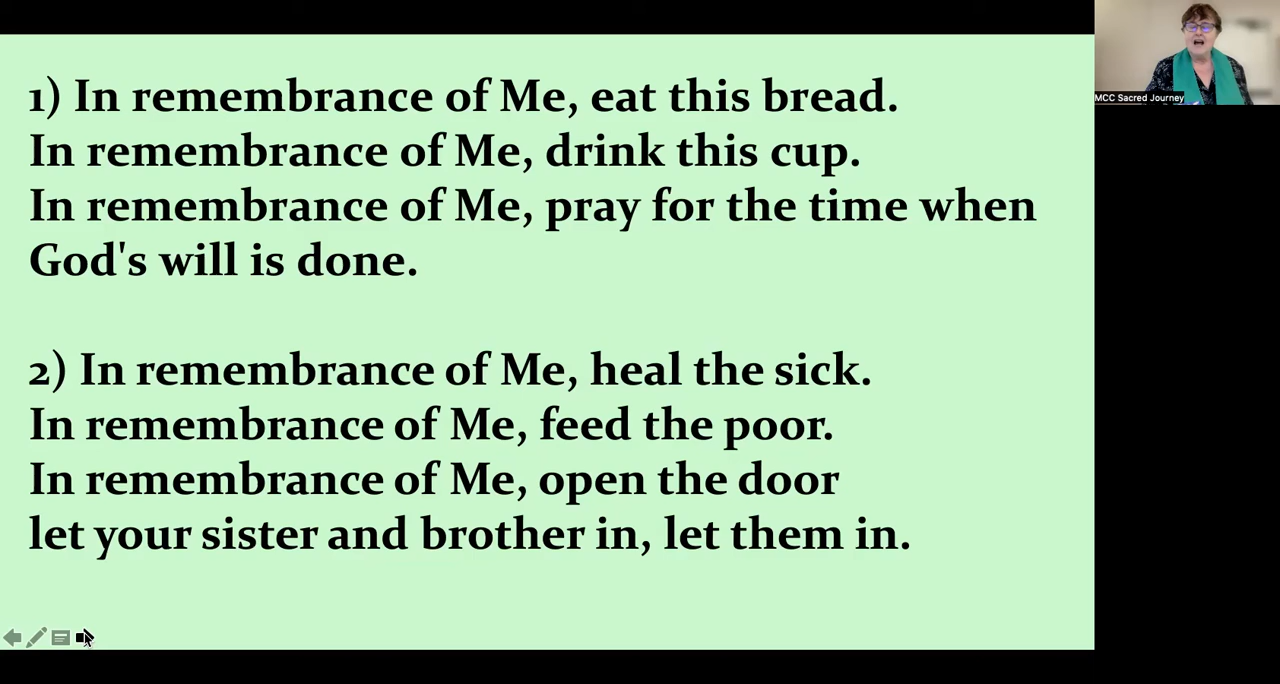 1) In remembrance of Me, eat this bread.
In remembrance of Me, drink this cup.
In remembrance of Me, pray for the time when
God's will is done.
2) In remembrance of Me, heal the sick.
In remembrance of Me, feed the poor.
In remembrance of Me, open the door
let your sister and brother in, let them in.
MCC Sacred Journey